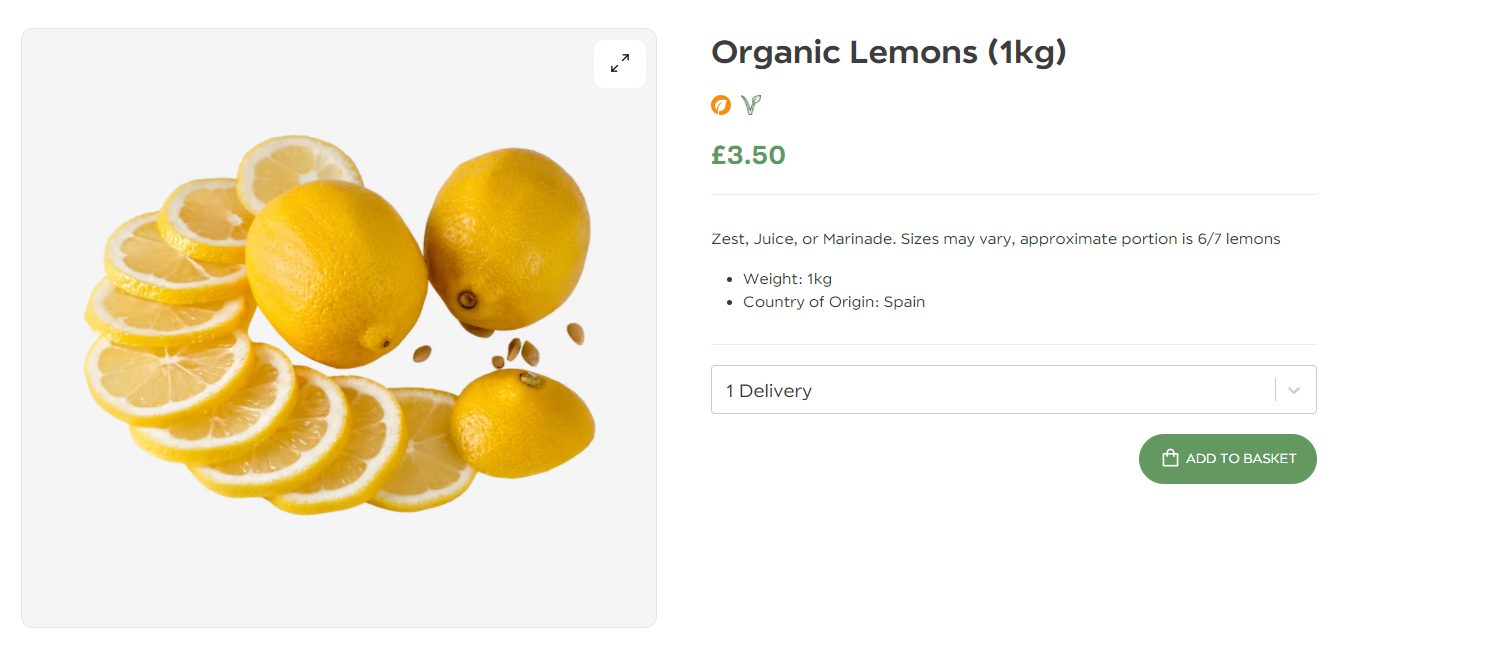 Organic Lemons (1kg)
£3.50
Zest, Juice, or Marinade. Sizes may vary, approximate portion is 6/7 lemons
Weight: 1kg
Country of Origin: Spain
1 Delivery
ADD TO BASKET